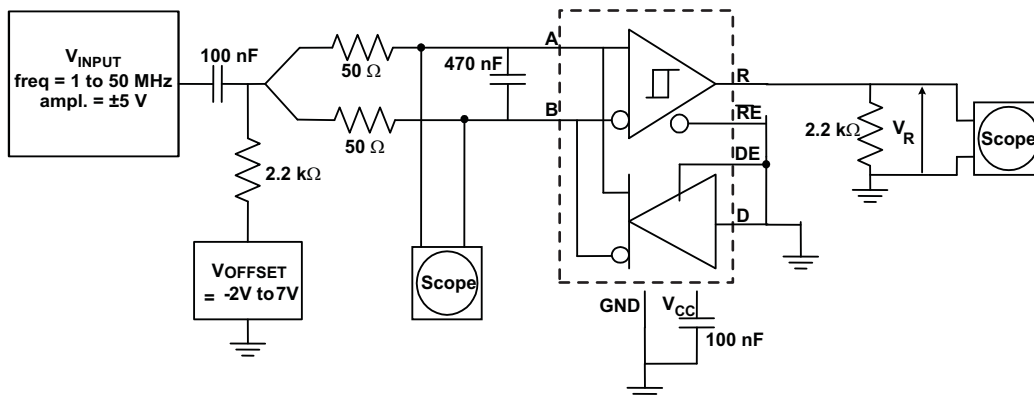 VINPUT
freq = 1 to 50 MHz
ampl. = ±5 V
100 nF
50 Ω
50 Ω
2.2 kΩ
VOFFSET
= -2V to 7V
470 nF
Scope
A
B
R
RE
DE
D
GND
VCC
100 nF
2.2 kΩ
VR
Scope